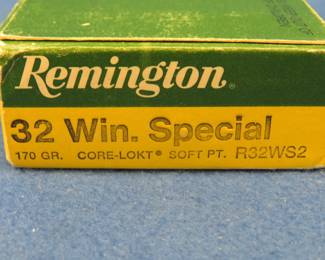 Remington®
32 Win. Special
170 GR. CORE-LOKT® SOFT PT. R32WS2